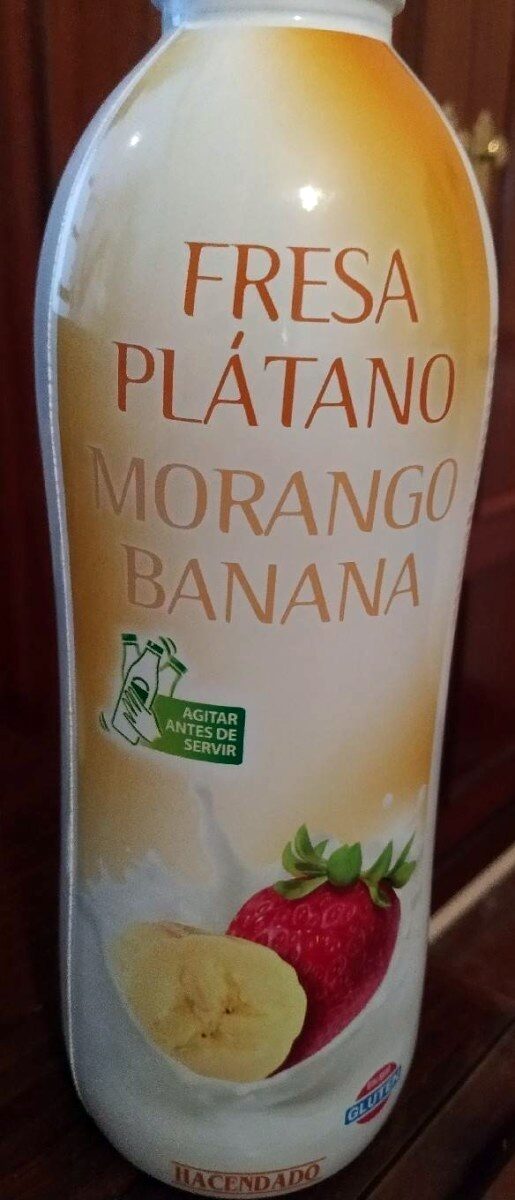 FRESA
PLÁTANO
MORANGO
BANANA
AGITAR
ANTES DE
SERVIR
GLUTEN
HACENDADO